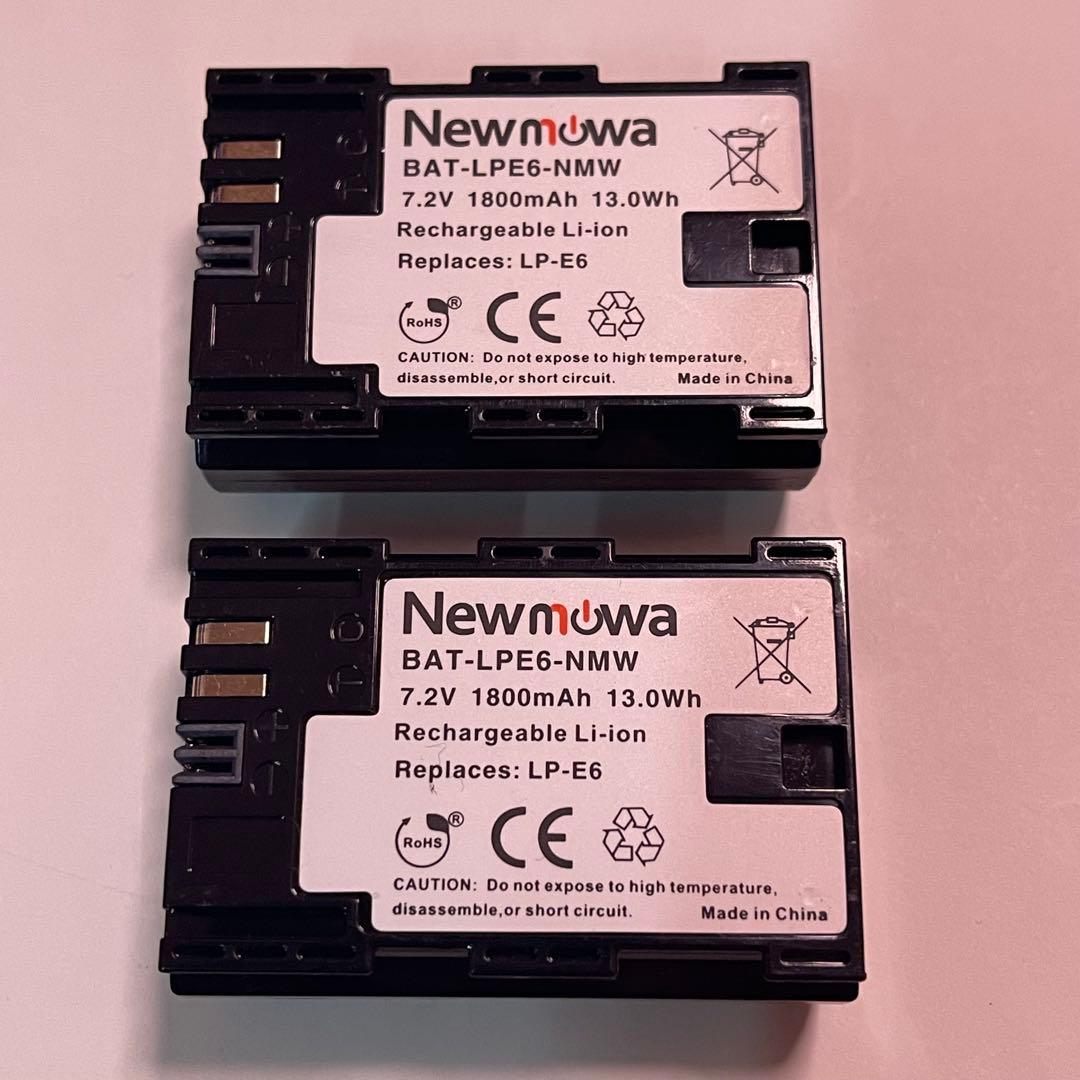 Newmowa
BAT-LPE6-NMW
7.2V 1800mAh 13.0Wh
Rechargeable Li-ion
Replaces: LP-E6
RoHS ® CE
CAUTION: Do not expose to high temperature,
disassemble,or short circuit. Made in China
C
T
+
Newmowa
BAT-LPE6-NMW
7.2V 1800mAh 13.0Wh
Rechargeable Li-ion
Replaces: LP-E6
RoHS ® CE
CAUTION: Do not expose to high temperature,
disassemble,or short circuit. Made in China
C
T
+